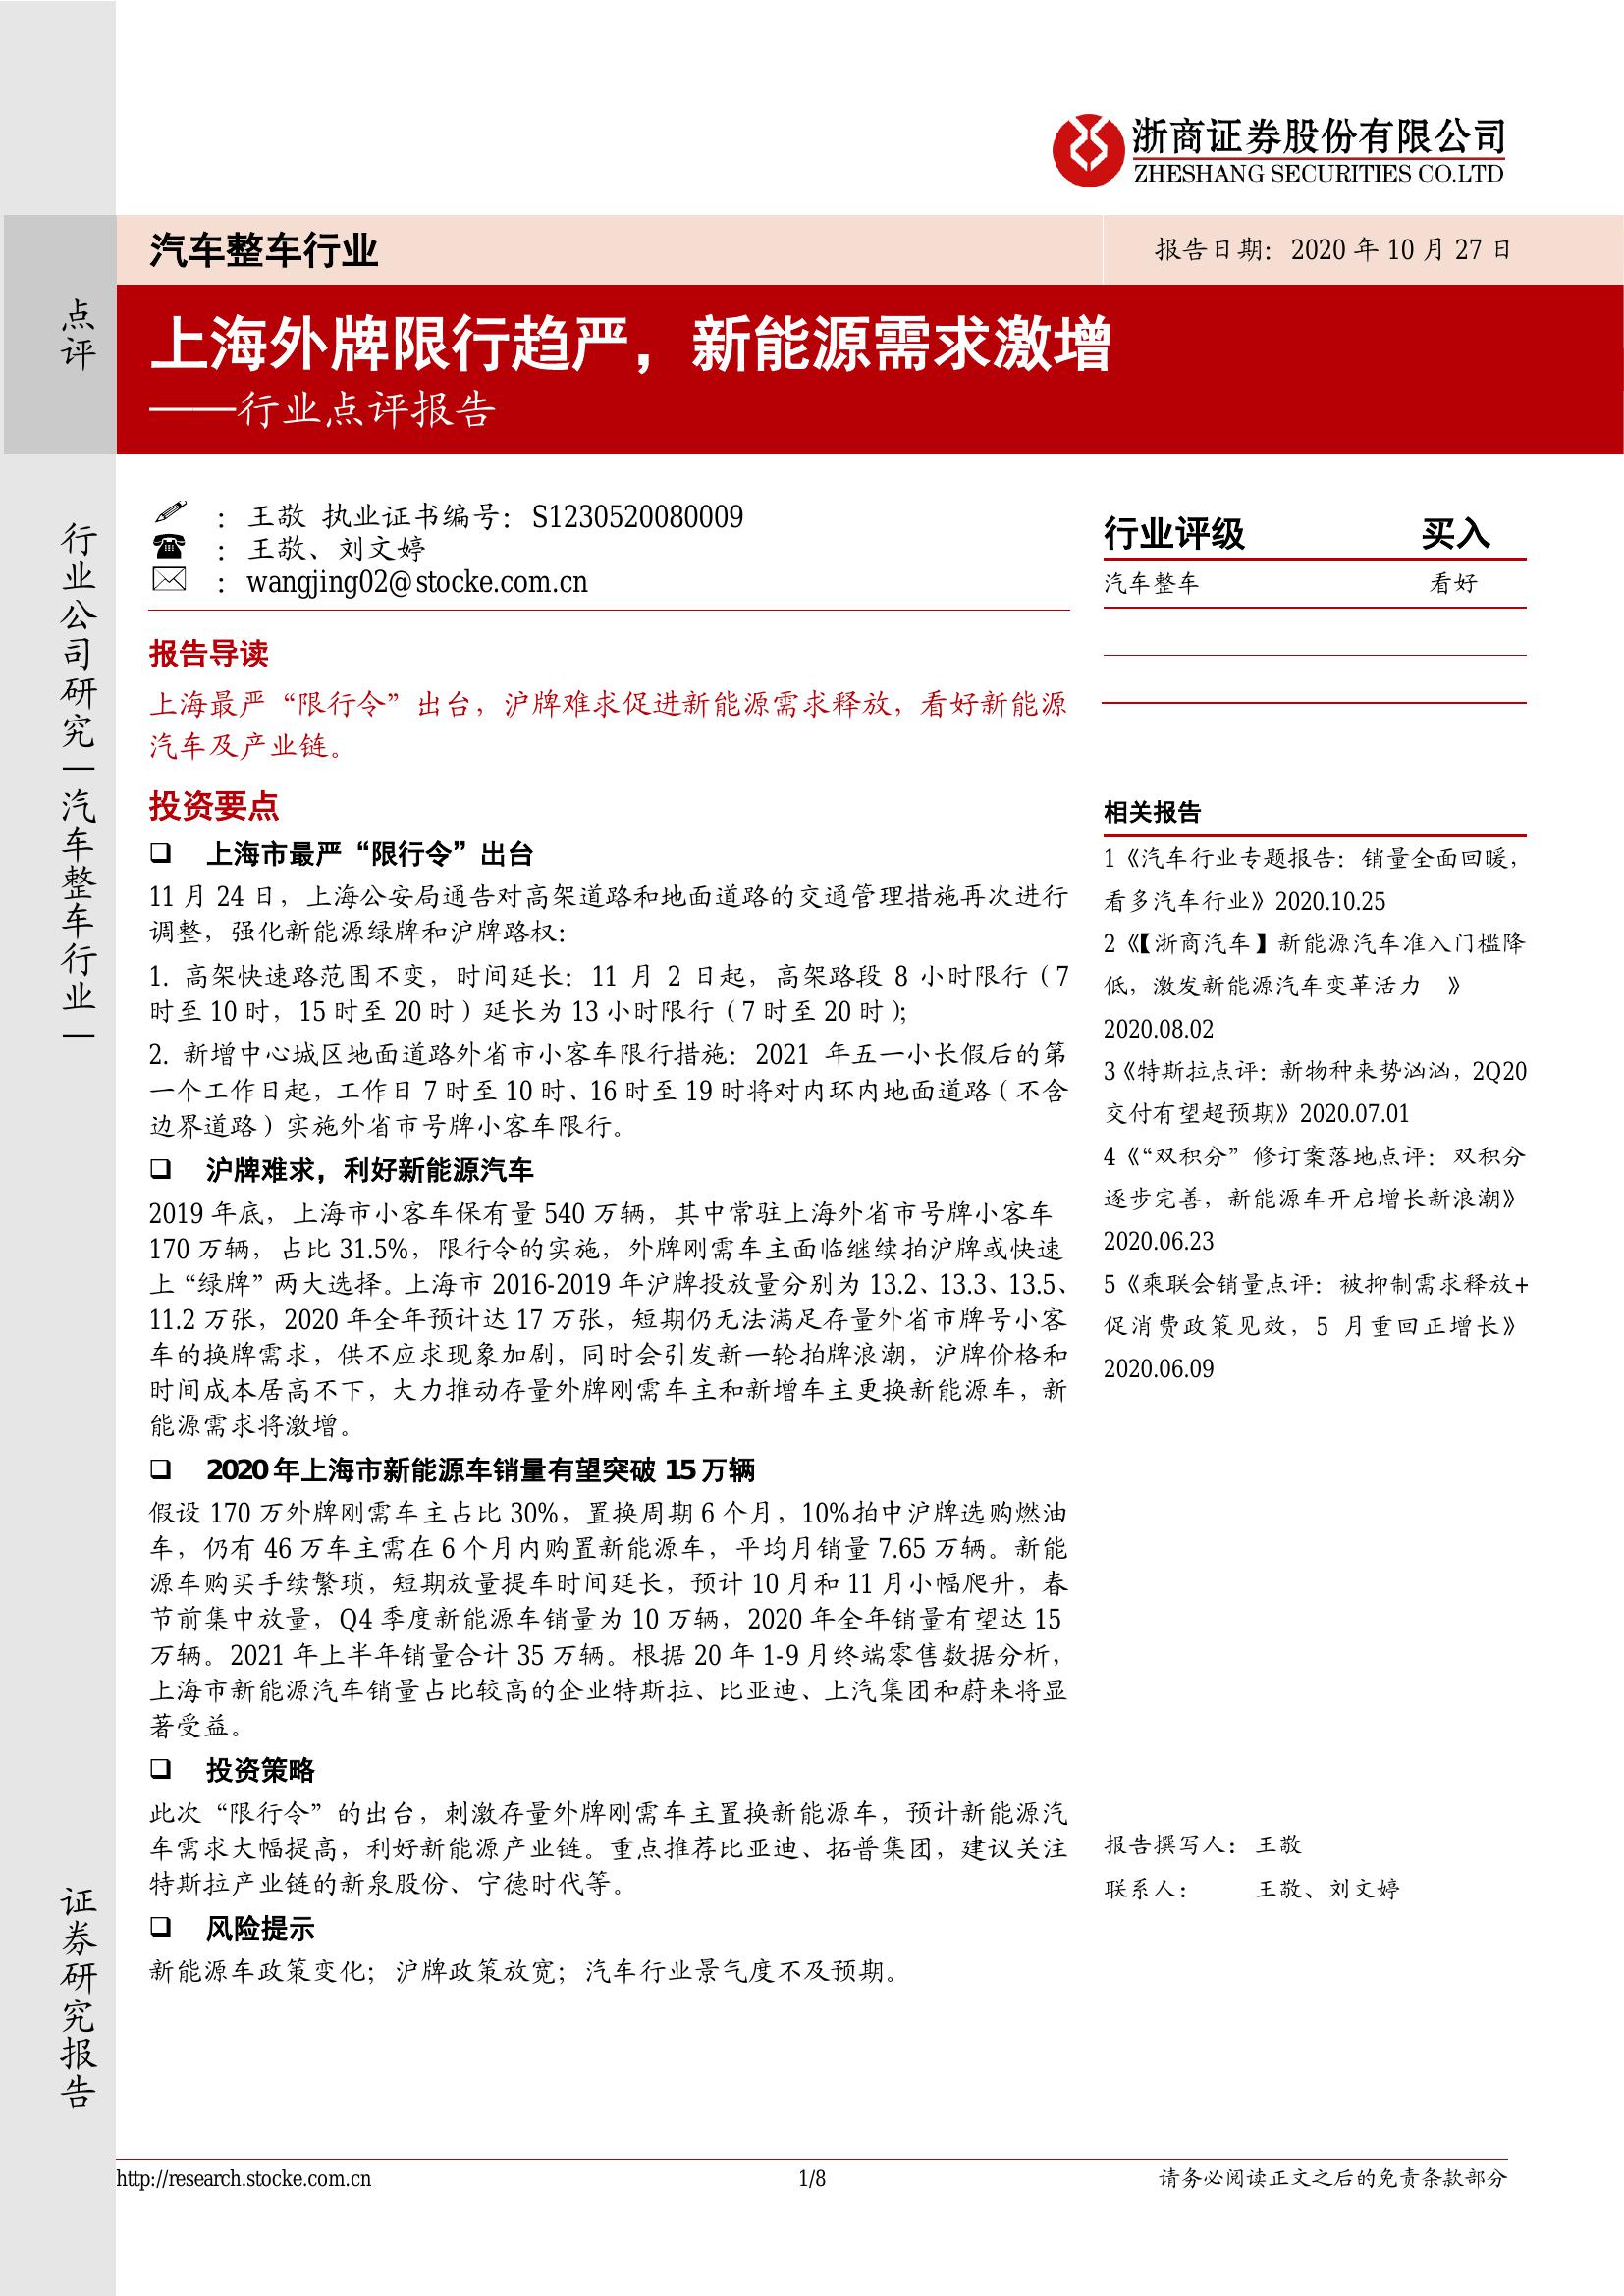 浙商证券股份有限公司
ZHESHANG SECURITIES CO.LTD
汽车整车行业
报告日期：2020 年 10 月 27 日
点评
上海外牌限行趋严，新能源需求激增
——行业点评报告
行业公司研究|汽车整车行业|
证券研究报告
： 王敬 执业证书编号：S1230520080009
： 王敬、刘文婷
： wangjing02@stocke.com.cn
报告导读
上海最严“限行令”出台，沪牌难求促进新能源需求释放，看好新能源
汽车及产业链。
投资要点
❑ 上海市最严“限行令”出台
11 月 24 日，上海公安局通告对高架道路和地面道路的交通管理措施再次进行
调整，强化新能源绿牌和沪牌路权：
1. 高架快速路范围不变，时间延长：11 月 2 日起，高架路段 8 小时限行（7
时至 10 时，15 时至 20 时）延长为 13 小时限行（7 时至 20 时）；
2. 新增中心城区地面道路外省市小客车限行措施：2021 年五一小长假后的第
一个工作日起，工作日 7 时至 10 时、16 时至 19 时将对内环内地面道路（不含
边界道路）实施外省市号牌小客车限行。
❑ 沪牌难求，利好新能源汽车
2019 年底，上海市小客车保有量 540 万辆，其中常驻上海外省市号牌小客车
170 万辆，占比 31.5%，限行令的实施，外牌刚需车主面临继续拍沪牌或快速
上“绿牌”两大选择。上海市 2016-2019 年沪牌投放量分别为 13.2、13.3、13.5、
11.2 万张，2020 年全年预计达 17 万张，短期仍无法满足存量外省市牌号小客
车的换牌需求，供不应求现象加剧，同时会引发新一轮拍牌浪潮，沪牌价格和
时间成本居高不下，大力推动存量外牌刚需车主和新增车主更换新能源车，新
能源需求将激增。
❑ 2020 年上海市新能源车销量有望突破 15 万辆
假设 170 万外牌刚需车主占比 30%，置换周期 6 个月，10%拍中沪牌选购燃油
车，仍有 46 万车主需在 6 个月内购置新能源车，平均月销量 7.65 万辆。新能
源车购买手续繁琐，短期放量提车时间延长，预计 10 月和 11 月小幅爬升，春
节前集中放量，Q4 季度新能源车销量为 10 万辆，2020 年全年销量有望达 15
万辆。2021 年上半年销量合计 35 万辆。根据 20 年 1-9 月终端零售数据分析，
上海市新能源汽车销量占比较高的企业特斯拉、比亚迪、上汽集团和蔚来将显
著受益。
❑ 投资策略
此次“限行令”的出台，刺激存量外牌刚需车主置换新能源车，预计新能源汽
车需求大幅提高，利好新能源产业链。重点推荐比亚迪、拓普集团，建议关注
特斯拉产业链的新泉股份、宁德时代等。
❑ 风险提示
新能源车政策变化；沪牌政策放宽；汽车行业景气度不及预期。
行业评级 买入
汽车整车 看好
相关报告
1《汽车行业专题报告：销量全面回暖，
看多汽车行业》2020.10.25
2《【浙商汽车】新能源汽车准入门槛降
低，激发新能源汽车变革活力 》
2020.08.02
3《特斯拉点评：新物种来势汹汹，2Q20
交付有望超预期》2020.07.01
4《“双积分”修订案落地点评：双积分
逐步完善，新能源车开启增长新浪潮》
2020.06.23
5《乘联会销量点评：被抑制需求释放+
促消费政策见效，5 月重回正增长》
2020.06.09
报告撰写人：王敬
联系人： 王敬、刘文婷
http://research.stocke.com.cn
1/8
请务必阅读正文之后的免责条款部分